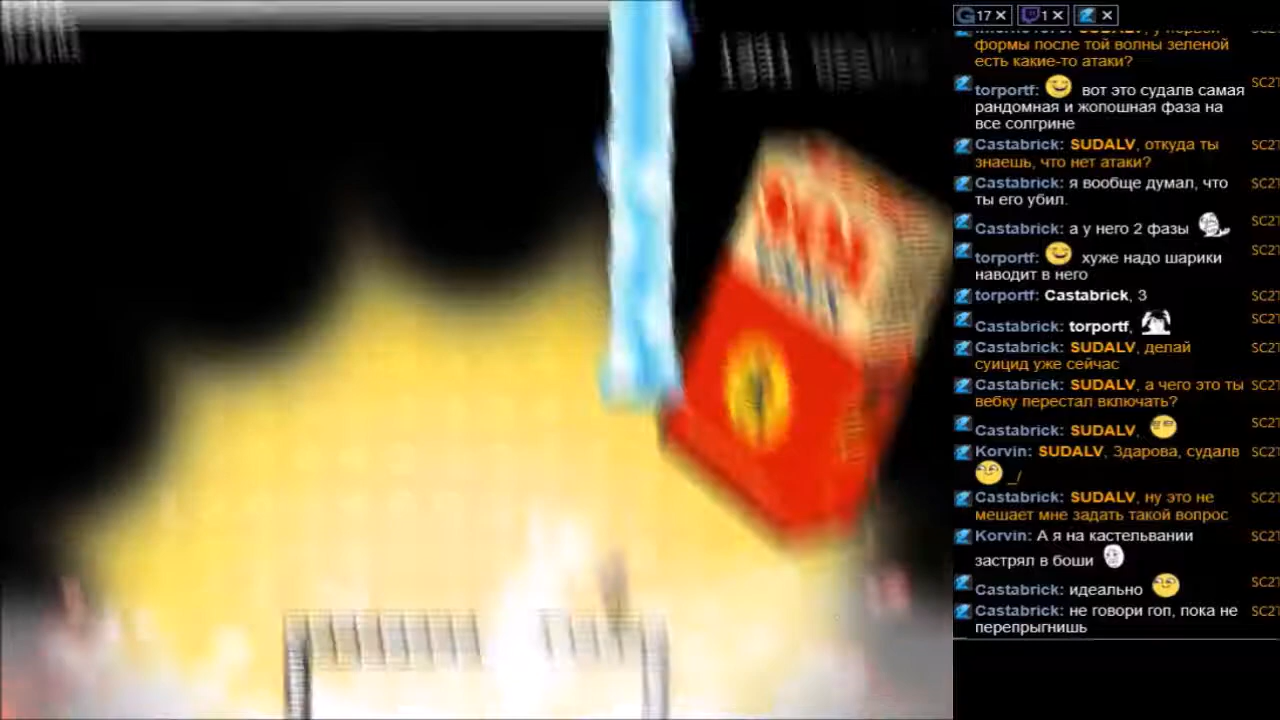 17 × 1 × ×
формы после той волны зеленой
есть какие-то атаки?
torportf: вот это судалв самая
рандомная и жопошная фаза на
все солгрине
Castabrick: SUDALV, откуда ты
знаешь, что нет атаки?
Castabrick: я вообще думал, что
ты его убил.
Castabrick: а у него 2 фазы
torportf: хуже надо шарики
наводит в него
torportf: Castabrick, 3
Castabrick: torportf,
Castabrick: SUDALV, делай
суицид уже сейчас
Castabrick: SUDALV, а чего это ты
вебку перестал включать?
Castabrick: SUDALV,
Korvin: SUDALV, Здарова, судалв
_/
Castabrick: SUDALV, ну это не
мешает мне задать такой вопрос
Korvin: А я на кастельвании
застрял в боши
Castabrick: идеально
Castabrick: не говори гоп, пока не
перепрыгнишь